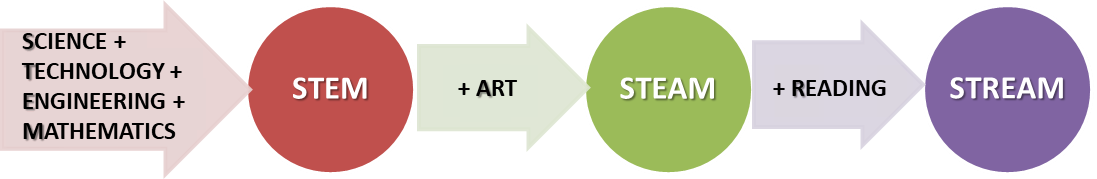 SCIENCE +
TECHNOLOGY +
ENGINEERING +
MATHEMATICS
STEM
+ ART
STEAM
+ READING
STREAM